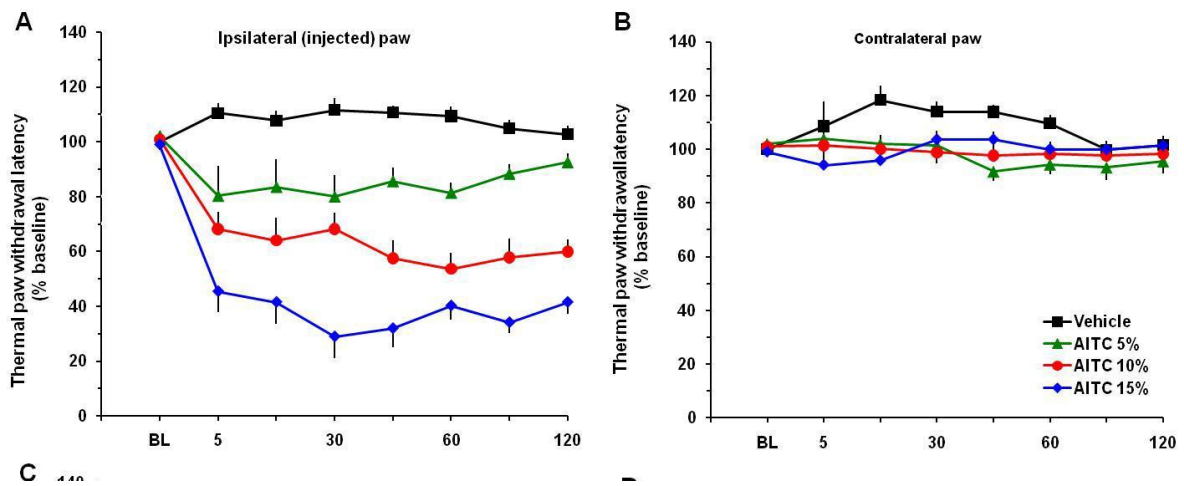 A
Ipsilateral (injected) paw
140
120
100
80
60
40
20
0
Thermal paw withdrawal latency
(% baseline)
BL 5 30 60 120
B
Contralateral paw
140
120
100
80
60
40
20
0
Thermal paw withdrawal latency
(% baseline)
Vehicle
AITC 5%
AITC 10%
AITC 15%
BL 5 30 60 120
C